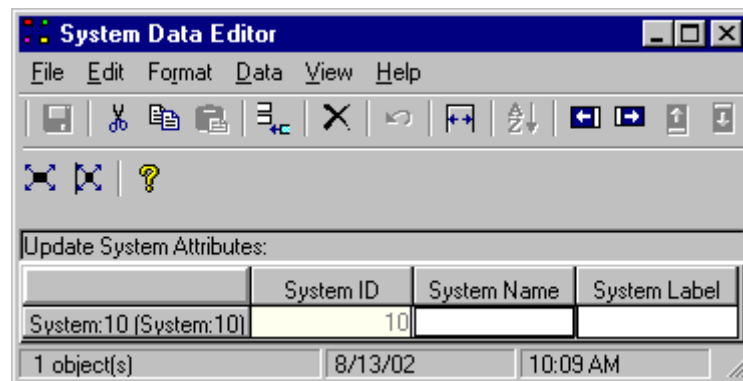 System Data Editor
File Edit Format Data View Help
Update System Attributes:
System ID System Name System Label
System:10 (System:10) 10
1 object(s) 8/13/02 10:09 AM